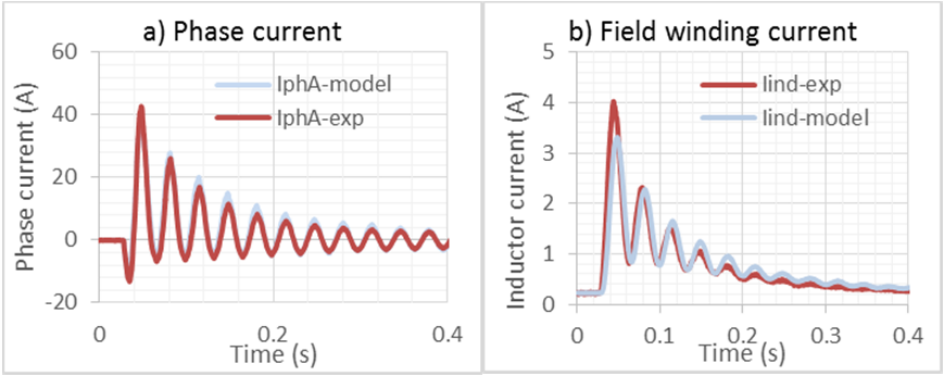 a) Phase current
Phase current (A)
60
40
20
0
-20
IphA-model
IphA-exp
0
0.2
0.4
Time (s)
b) Field winding current
Inductor current (A)
5
4
3
2
1
0
Iind-exp
Iind-model
0
0.1
0.2
0.3
0.4
Time (s)